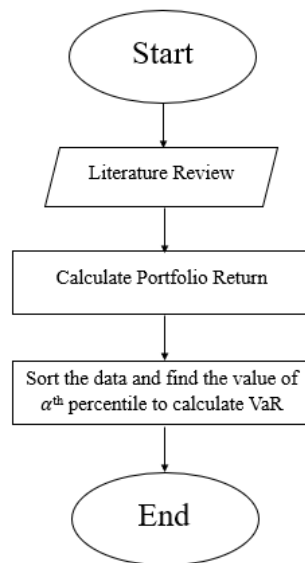 Start
Literature Review
Calculate Portfolio Return
Sort the data and find the value of
αᵗʰ percentile to calculate VaR
End